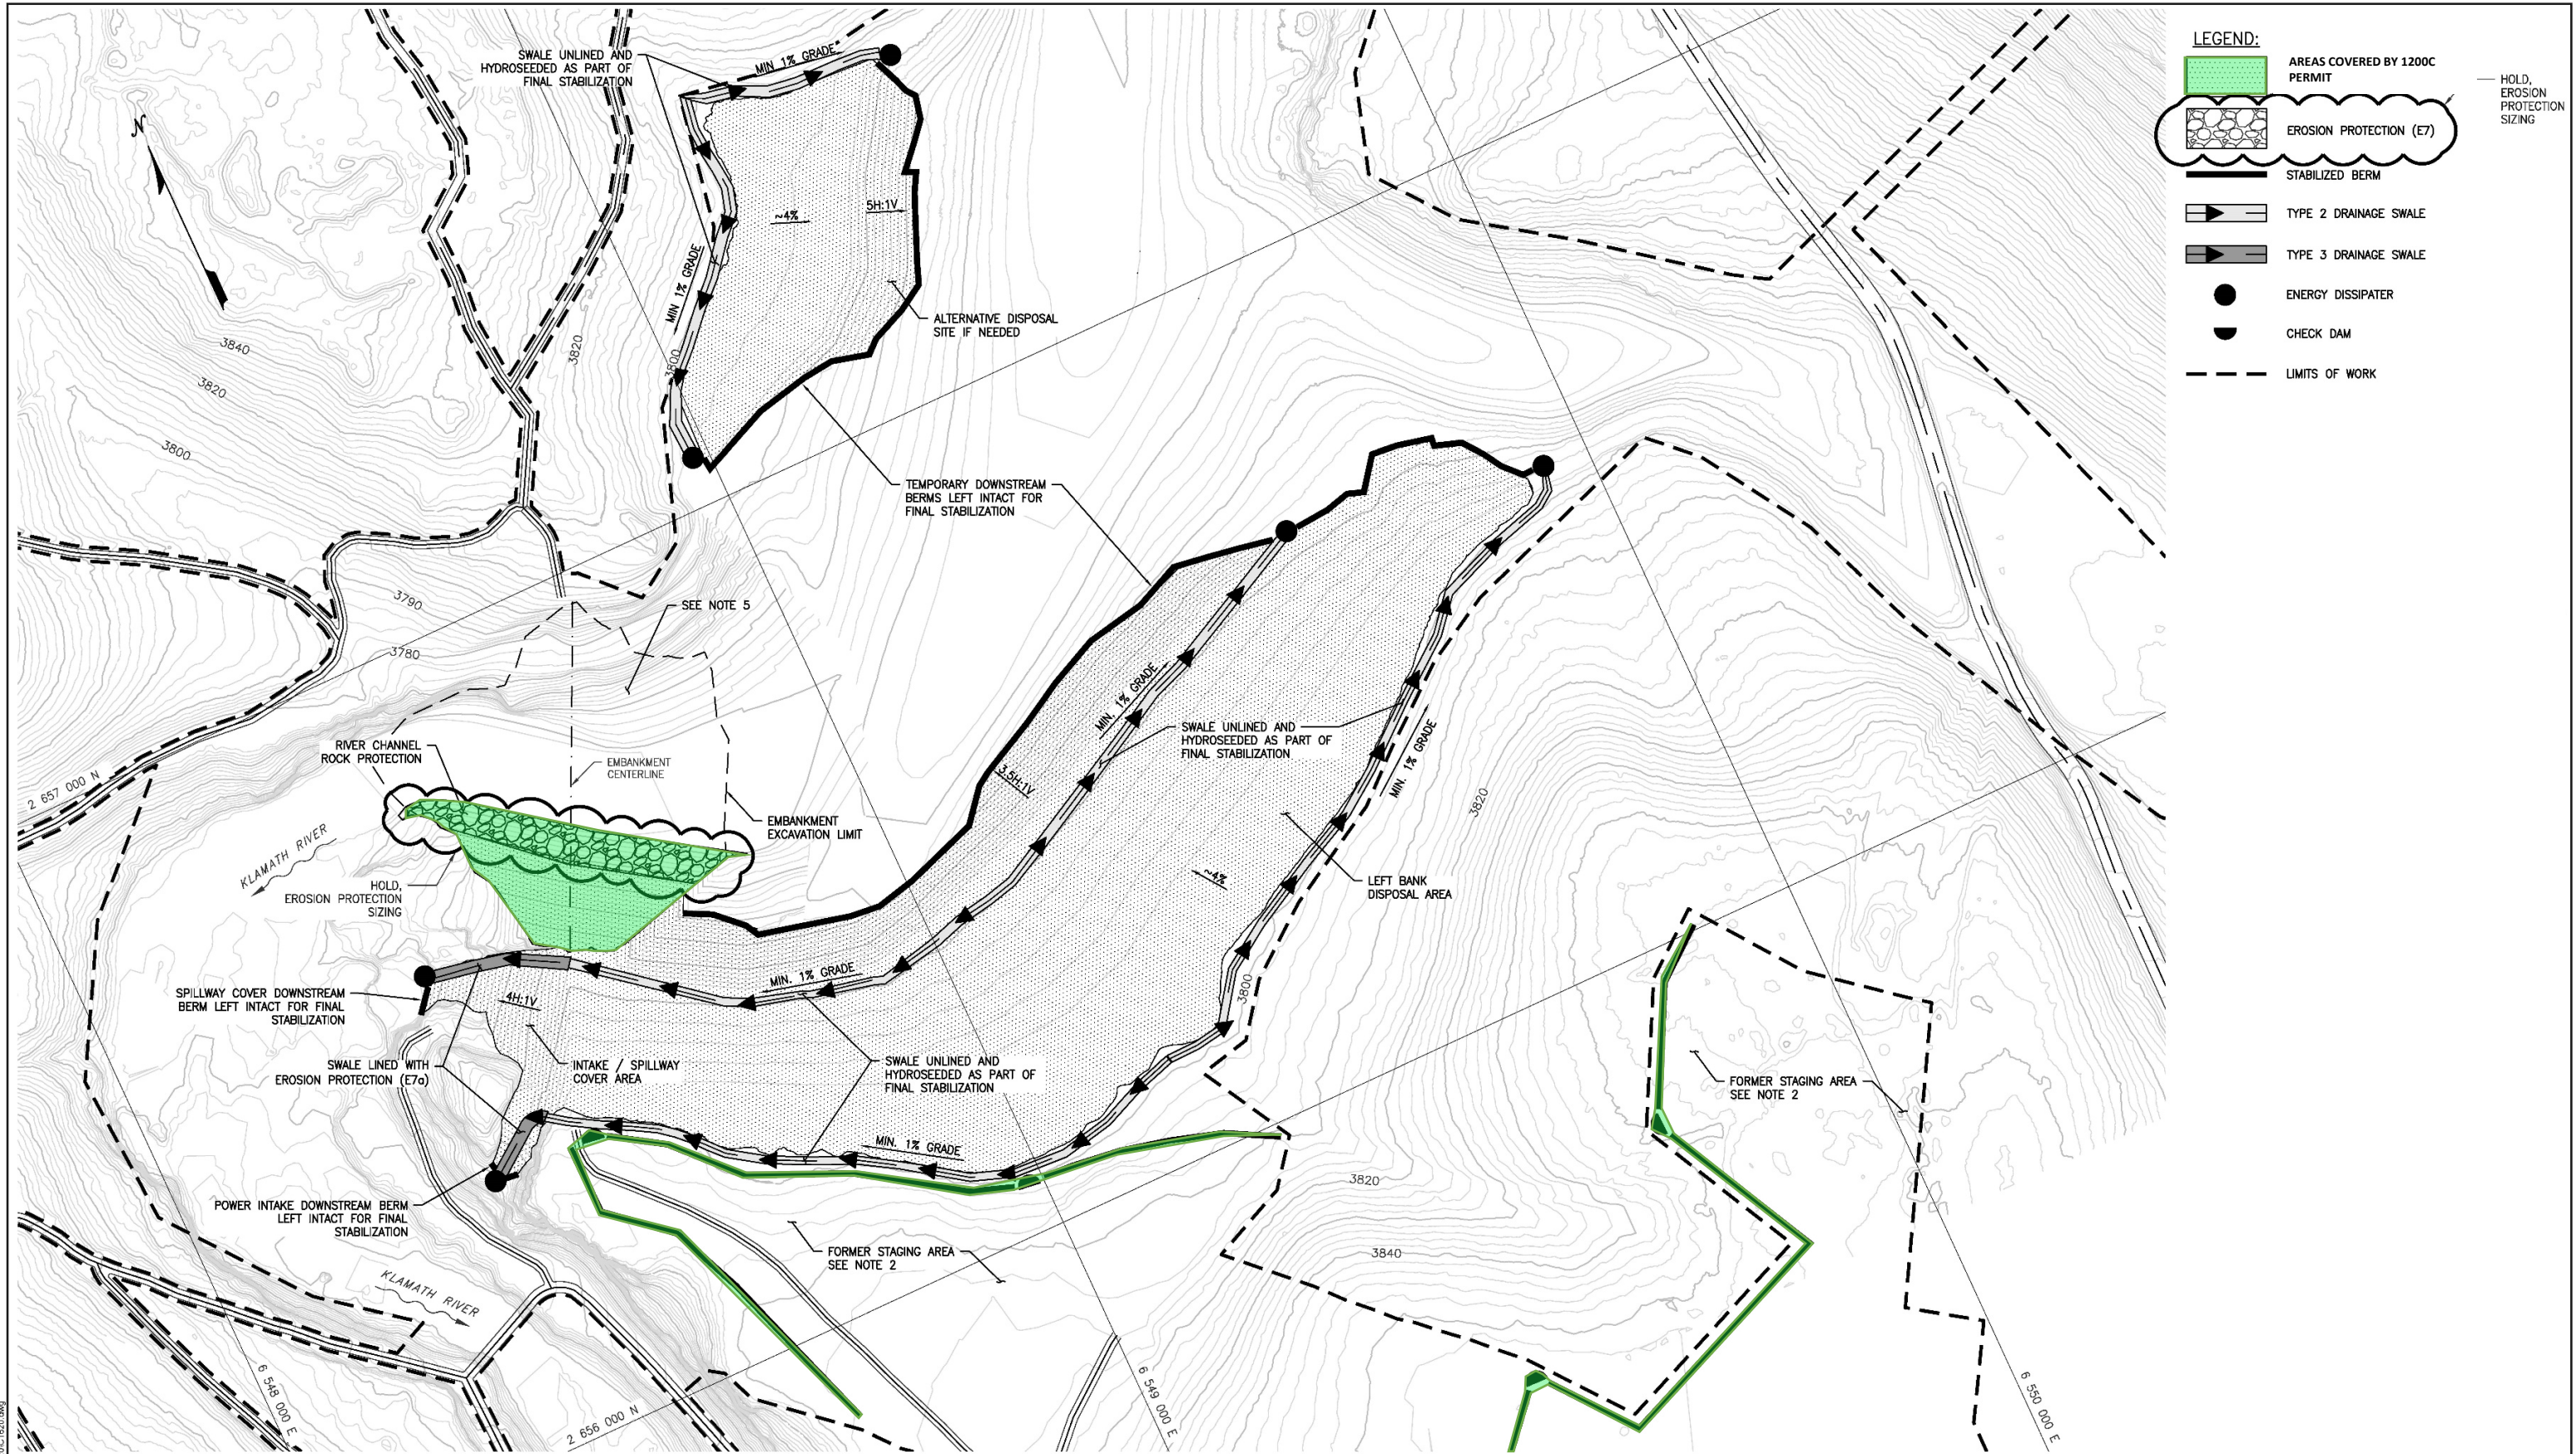 SWALE UNLINED AND
HYDROSEEDED AS PART OF
FINAL STABILIZATION
MIN 1% GRADE
N
~4%
5H:1V
MIN 1% GRADE
3840
3820
3820
3800
3800
ALTERNATIVE DISPOSAL
SITE IF NEEDED
TEMPORARY DOWNSTREAM
BERMS LEFT INTACT FOR
FINAL STABILIZATION
3790
SEE NOTE 5
3780
MIN. 1% GRADE
SWALE UNLINED AND
HYDROSEEDED AS PART OF
FINAL STABILIZATION
MIN. 1% GRADE
3.5H:1V
RIVER CHANNEL
ROCK PROTECTION
EMBANKMENT
CENTERLINE
2 657 000 N
3820
EMBANKMENT
EXCAVATION LIMIT
KLAMATH RIVER
HOLD,
EROSION PROTECTION
SIZING
~4%
LEFT BANK
DISPOSAL AREA
MIN. 1% GRADE
3800
SPILLWAY COVER DOWNSTREAM
BERM LEFT INTACT FOR FINAL
STABILIZATION
4H:1V
SWALE LINED WITH
EROSION PROTECTION (E7a)
INTAKE / SPILLWAY
COVER AREA
SWALE UNLINED AND
HYDROSEEDED AS PART OF
FINAL STABILIZATION
FORMER STAGING AREA
SEE NOTE 2
MIN. 1% GRADE
3820
POWER INTAKE DOWNSTREAM BERM
LEFT INTACT FOR FINAL
STABILIZATION
FORMER STAGING AREA
SEE NOTE 2
3840
KLAMATH RIVER
6 548 000 E
2 656 000 N
6 549 000 E
6 550 000 E
LEGEND:
AREAS COVERED BY 1200C
PERMIT
HOLD,
EROSION
PROTECTION
SIZING
EROSION PROTECTION (E7)
STABILIZED BERM
TYPE 2 DRAINAGE SWALE
TYPE 3 DRAINAGE SWALE
ENERGY DISSIPATER
CHECK DAM
LIMITS OF WORK